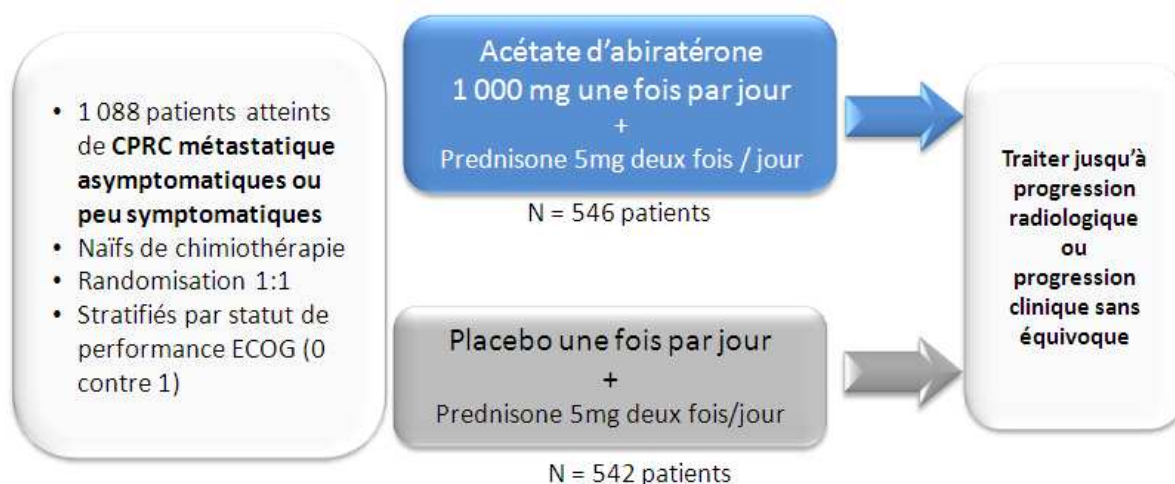 • 1 088 patients atteints
de CPRC métastatique
asymptomatiques ou
peu symptomatiques
• Naïfs de chimiothérapie
• Randomisation 1:1
• Stratifiés par statut de
performance ECOG (0
contre 1)
Acétate d'abiratérone
1 000 mg une fois par jour
+
Prednisone 5mg deux fois / jour
N = 546 patients
Placebo une fois par jour
+
Prednisone 5mg deux fois/jour
N = 542 patients
Traiter jusqu'à
progression
radiologique
ou
progression
clinique sans
équivoque